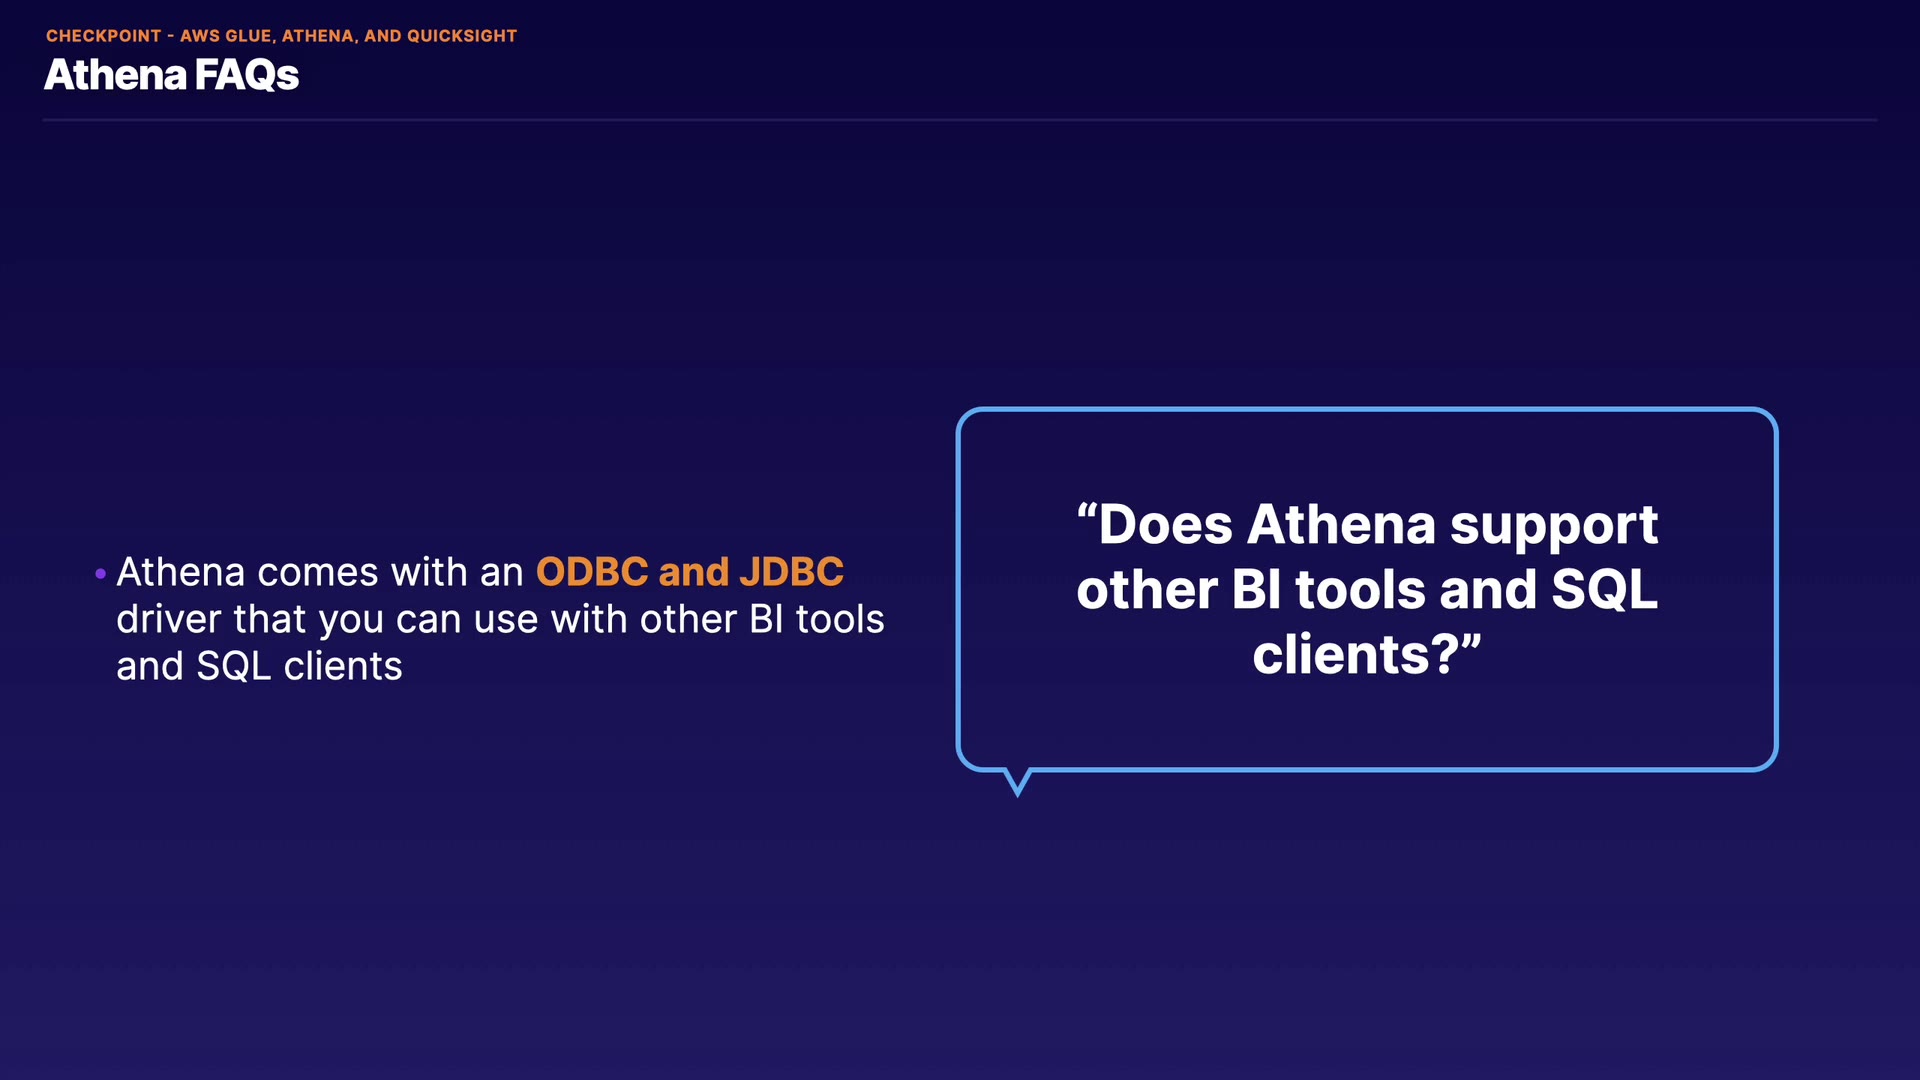 CHECKPOINT - AWS GLUE, ATHENA, AND QUICKSIGHT
Athena FAQs
• Athena comes with an ODBC and JDBC
driver that you can use with other BI tools
and SQL clients
“Does Athena support
other BI tools and SQL
clients?”